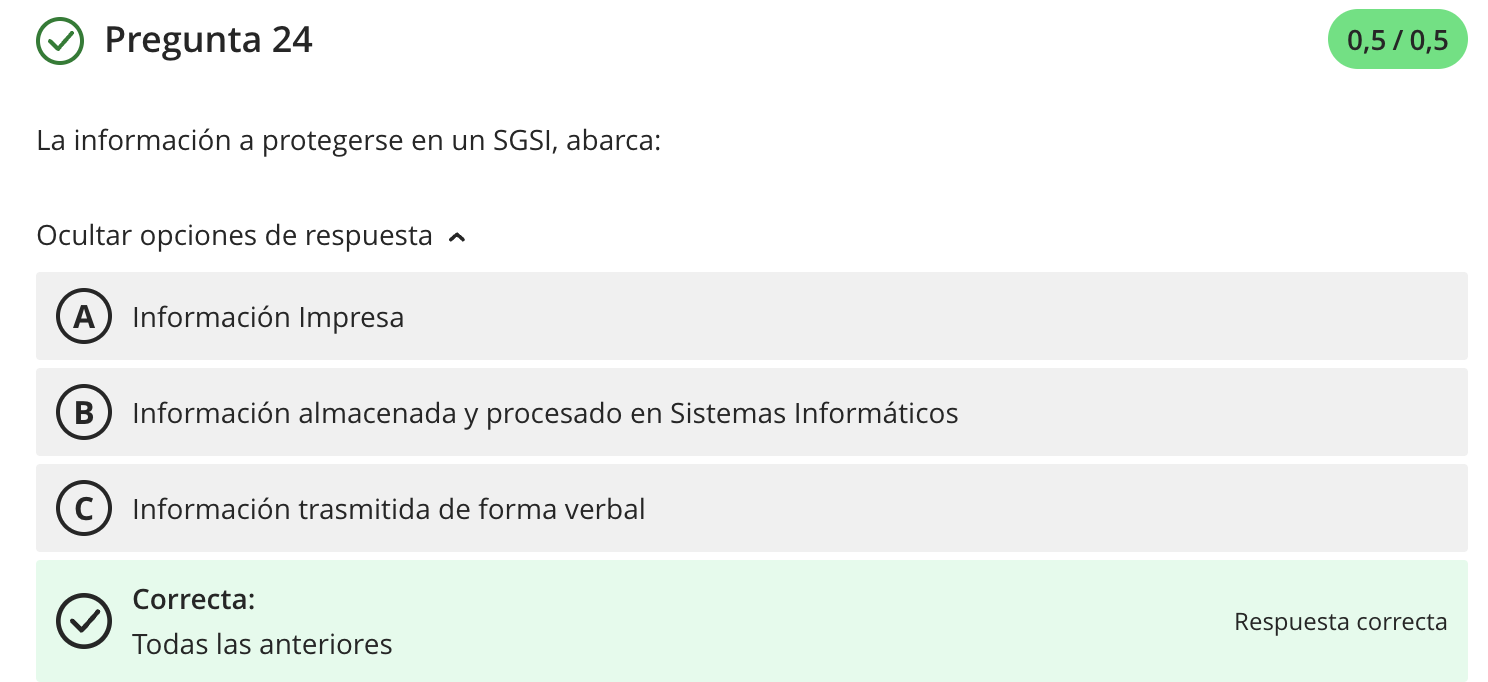 Pregunta 24
0,5 / 0,5
La información a protegerse en un SGSI, abarca:
Ocultar opciones de respuesta
A Información Impresa
B Información almacenada y procesado en Sistemas Informáticos
C Información trasmitida de forma verbal
Correcta:
Todas las anteriores
Respuesta correcta